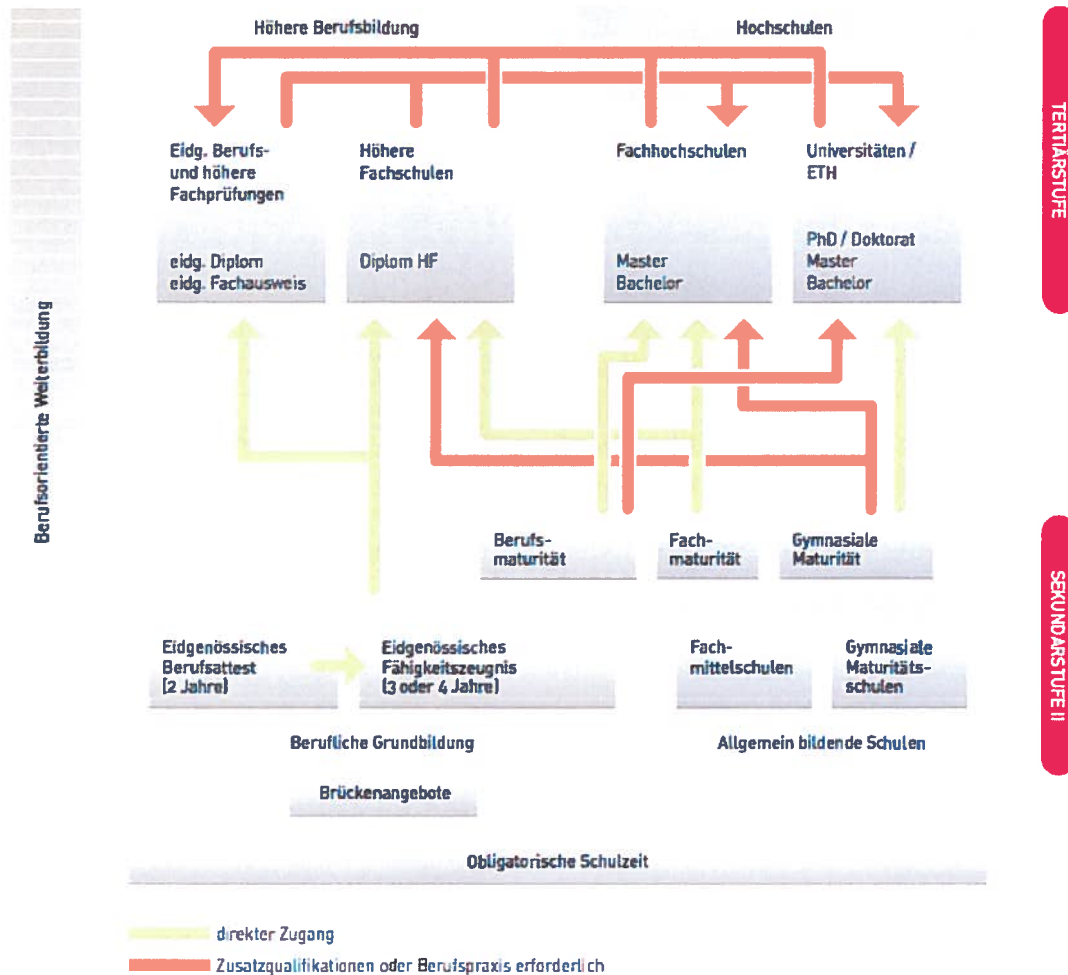 Höhere Berufsbildung
Hochschulen
Eidg. Berufs-
und höhere
Fachprüfungen
eidg. Diplom
eidg. Fachausweis
Höhere
Fachschulen
Diplom HF
Fachhochschulen
Master
Bachelor
Universitäten /
ETH
PhD / Doktorat
Master
Bachelor
TERTIÄRSTUFE
Berufsorientierte Weiterbildung
Berufs-
maturität
Fach-
maturität
Gymnasiale
Maturität
SEKUNDARSTUFE II
Eidgenössisches
Berufsattest
(2 Jahre)
Eidgenössisches
Fähigkeitszeugnis
(3 oder 4 Jahre)
Fach-
mittelschulen
Gymnasiale
Maturitäts-
schulen
Berufliche Grundbildung
Allgemein bildende Schulen
Brückenangebote
Obligatorische Schulzeit
direkter Zugang
Zusatzqualifikationen oder Berufspraxis erforderlich